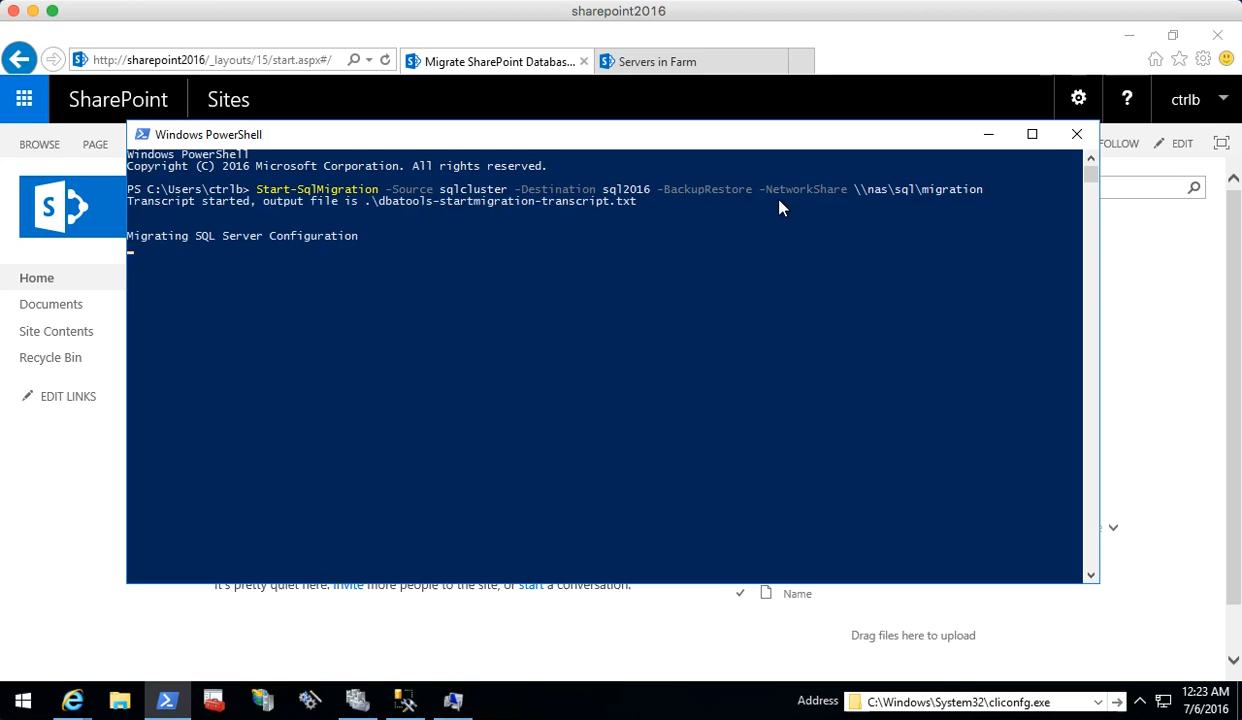 sharepoint2016
http://sharepoint2016/_layouts/15/start.aspx#/
Migrate SharePoint Databas...
Servers in Farm
SharePoint
Sites
?
ctrlb
BROWSE
PAGE
FOLLOW
EDIT
Windows PowerShell
Windows PowerShell
Copyright (C) 2016 Microsoft Corporation. All rights reserved.
PS C:\Users\ctrlb> Start-SqlMigration -Source sqlcluster -Destination sql2016 -BackupRestore -NetworkShare \\nas\sql\migration
Transcript started, output file is .\dbatools-startmigration-transcript.txt
Migrating SQL Server Configuration
S
Home
Documents
Site Contents
Recycle Bin
EDIT LINKS
It's pretty quiet here. Invite more people to the site, or start a conversation.
Name
Drag files here to upload
Address
C:\Windows\System32\cliconfg.exe
12:23 AM
7/6/2016